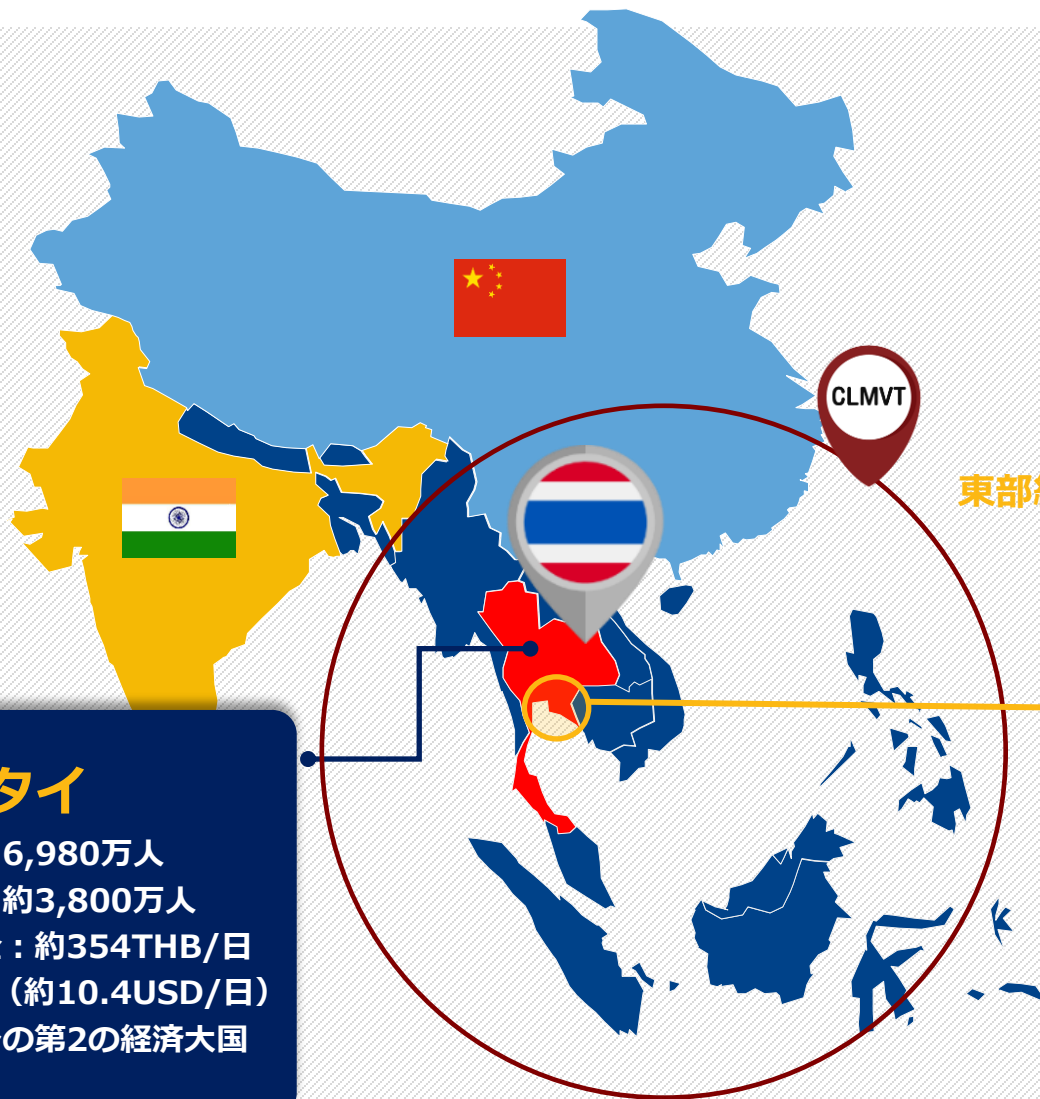 CLMVT
東部
タイ
6,980万人
約3,800万人
：約354THB/日
（約10.4USD/日）
の第2の経済大国